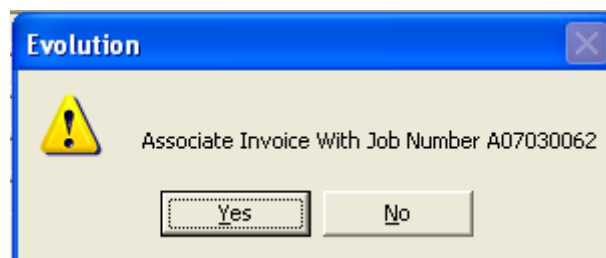 Evolution
Associate Invoice With Job Number A07030062
Yes No